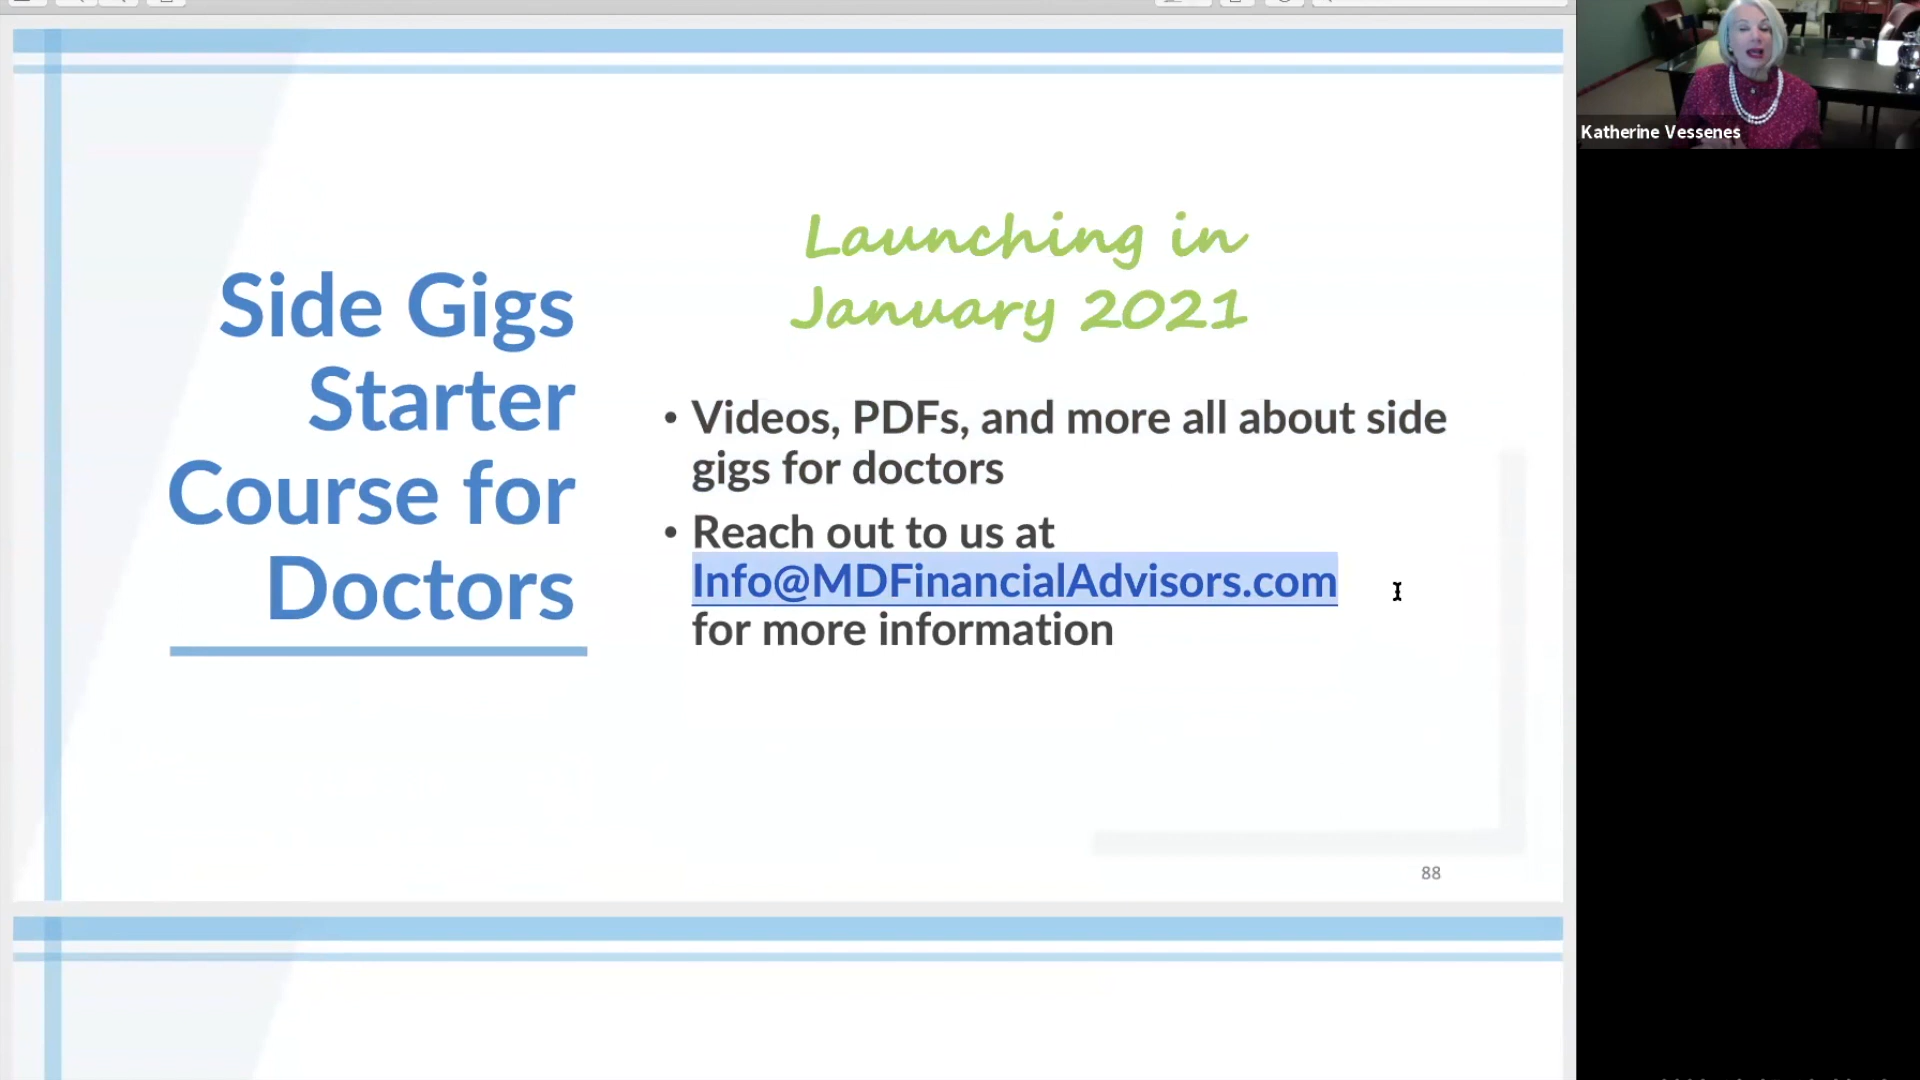 Side Gigs
Starter
Course for
Doctors
Launching in
January 2021
• Videos, PDFs, and more all about side
gigs for doctors
• Reach out to us at
Info@MDFinancialAdvisors.com
for more information
88
Katherine Vessenes